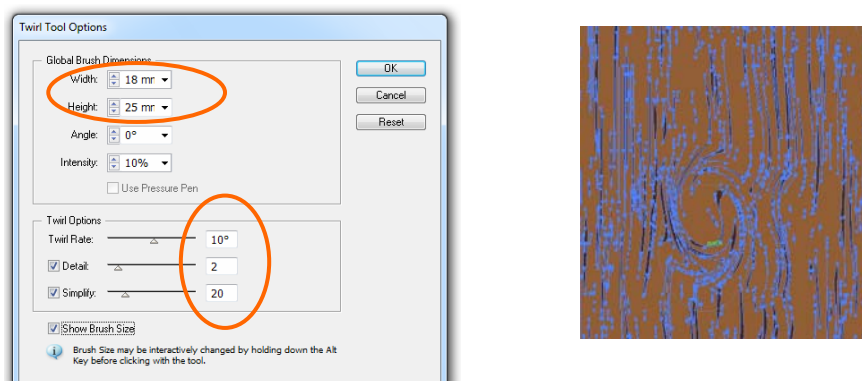 Twirl Tool Options
Global Brush Dimensions
Width: 18 mr
Height: 25 mr
Angle: 0°
Intensity: 10%
Use Pressure Pen
OK
Cancel
Reset
Twirl Options
Twirl Rate: 10°
Detail: 2
Simplify: 20
Show Brush Size
Brush Size may be interactively changed by holding down the Alt
Key before clicking with the tool.